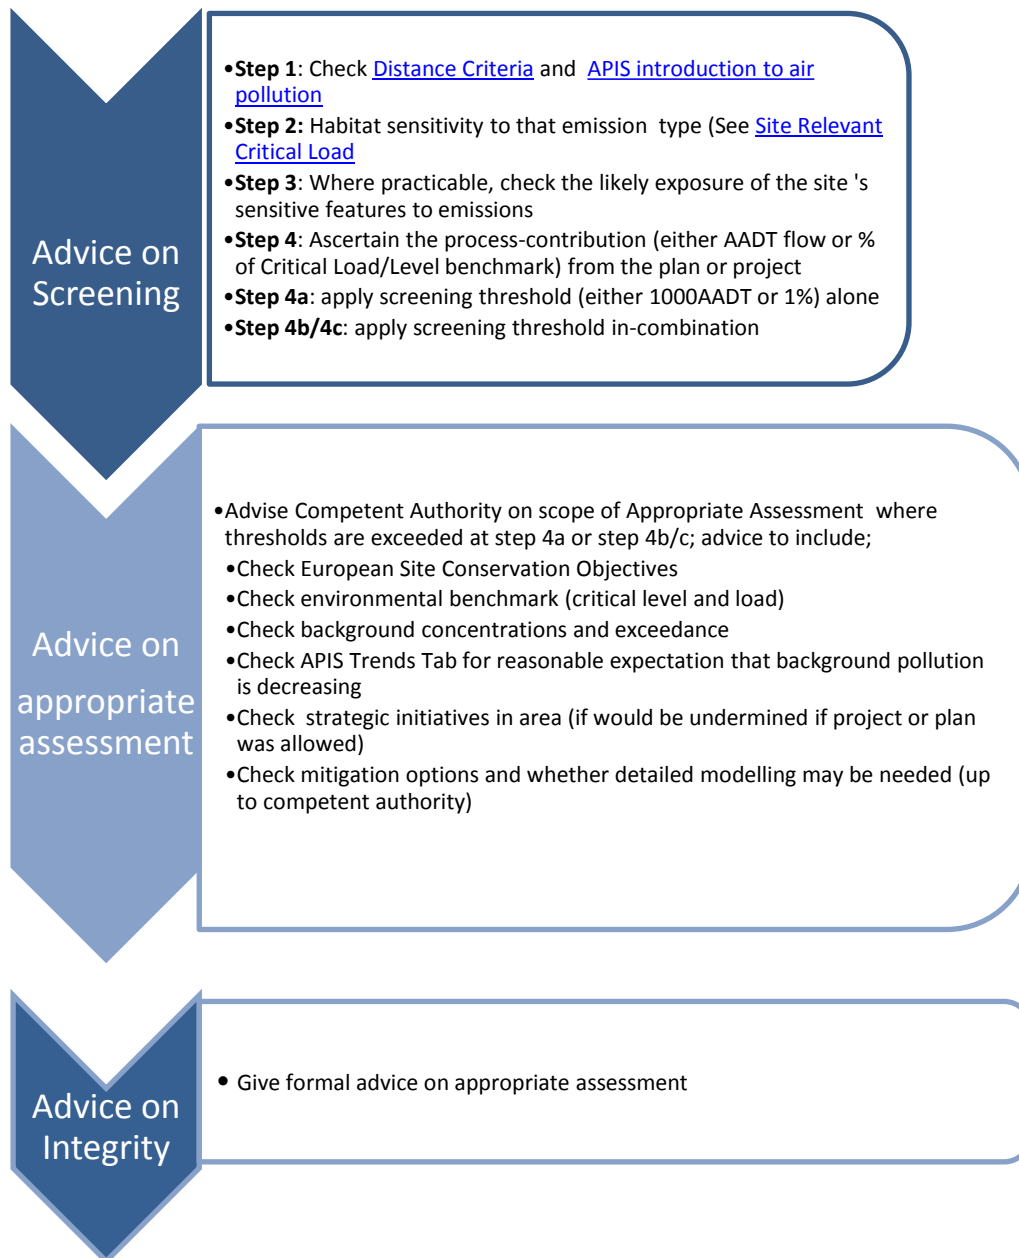 Advice on
Screening
•Step 1: Check Distance Criteria and APIS introduction to air
pollution
•Step 2: Habitat sensitivity to that emission type (See Site Relevant
Critical Load
•Step 3: Where practicable, check the likely exposure of the site 's
sensitive features to emissions
•Step 4: Ascertain the process-contribution (either AADT flow or %
of Critical Load/Level benchmark) from the plan or project
•Step 4a: apply screening threshold (either 1000AADT or 1%) alone
•Step 4b/4c: apply screening threshold in-combination
Advice on
appropriate
assessment
•Advise Competent Authority on scope of Appropriate Assessment where
thresholds are exceeded at step 4a or step 4b/c; advice to include;
•Check European Site Conservation Objectives
•Check environmental benchmark (critical level and load)
•Check background concentrations and exceedance
•Check APIS Trends Tab for reasonable expectation that background pollution
is decreasing
•Check strategic initiatives in area (if would be undermined if project or plan
was allowed)
•Check mitigation options and whether detailed modelling may be needed (up
to competent authority)
Advice on
Integrity
• Give formal advice on appropriate assessment